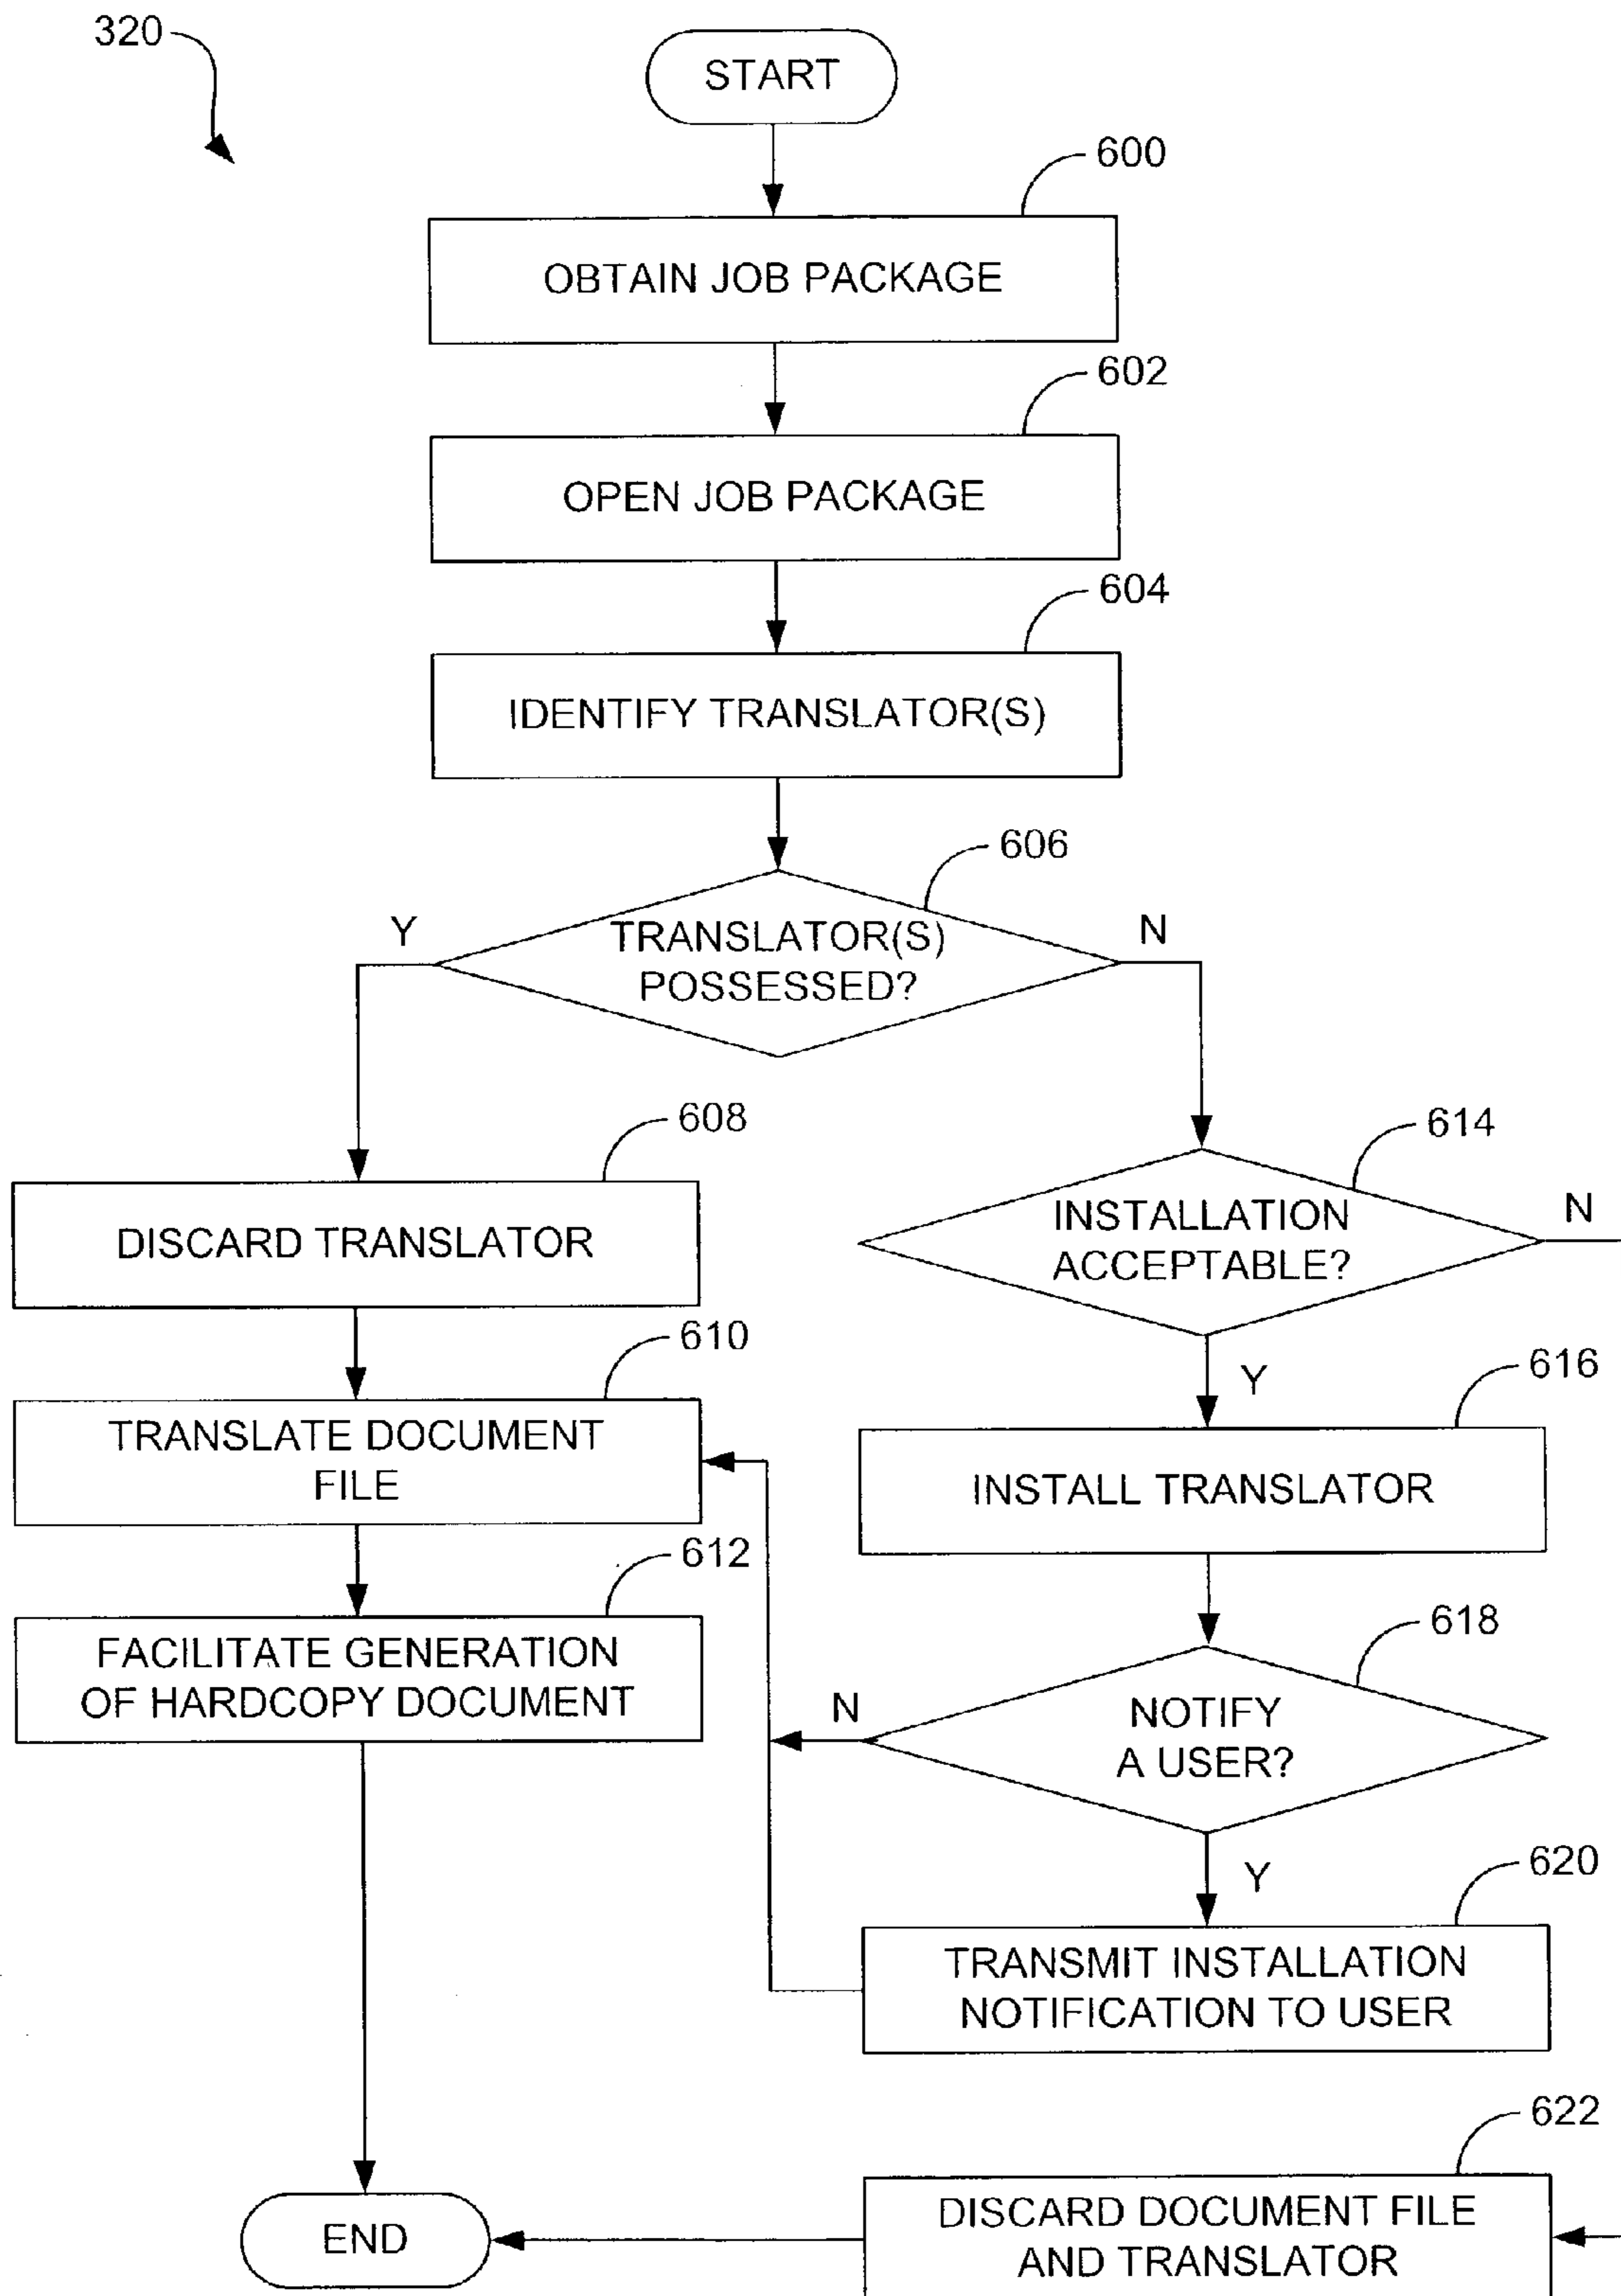 320
START
600
OBTAIN JOB PACKAGE
602
OPEN JOB PACKAGE
604
IDENTIFY TRANSLATOR(S)
606
Y
TRANSLATOR(S)
POSSESSED?
N
608
DISCARD TRANSLATOR
610
TRANSLATE DOCUMENT
FILE
612
FACILITATE GENERATION
OF HARDCOPY DOCUMENT
614
INSTALLATION
ACCEPTABLE?
N
Y
616
INSTALL TRANSLATOR
618
NOTIFY
A USER?
N
Y
620
TRANSMIT INSTALLATION
NOTIFICATION TO USER
622
DISCARD DOCUMENT FILE
AND TRANSLATOR
END